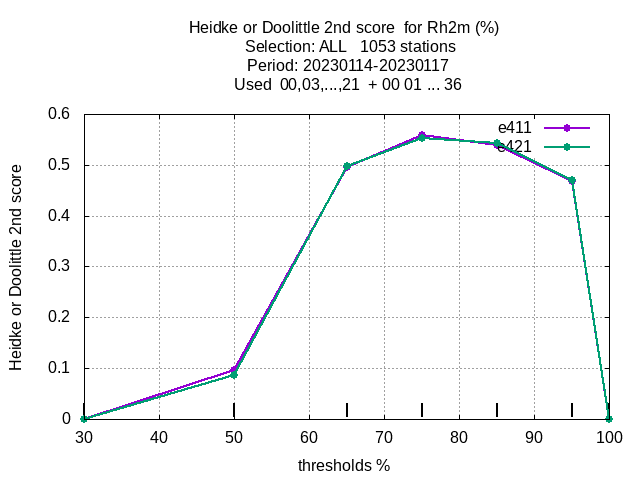 Heidke or Doolittle 2nd score  for Rh2m (%)
Selection: ALL   1053 stations
Period: 20230114-20230117
Used  00,03,...,21  + 00 01 ... 36
Heidke or Doolittle 2nd score
0.6
0.5
0.4
0.3
0.2
0.1
0
e411
e421
30 40 50 60 70 80 90 100
thresholds %